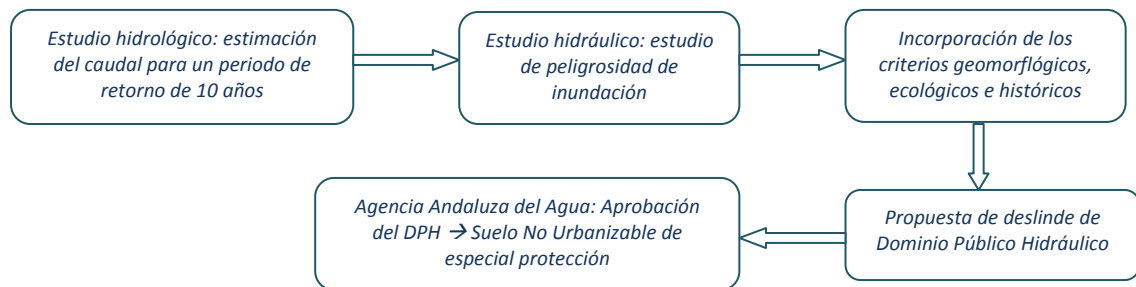 Estudio hidrológico: estimación
del caudal para un periodo de
retorno de 10 años
Estudio hidráulico: estudio
de peligrosidad de
inundación
Incorporación de los
criterios geomorflógicos,
ecológicos e históricos
Propuesta de deslinde de
Dominio Público Hidráulico
Agencia Andaluza del Agua: Aprobación
del DPH → Suelo No Urbanizable de
especial protección